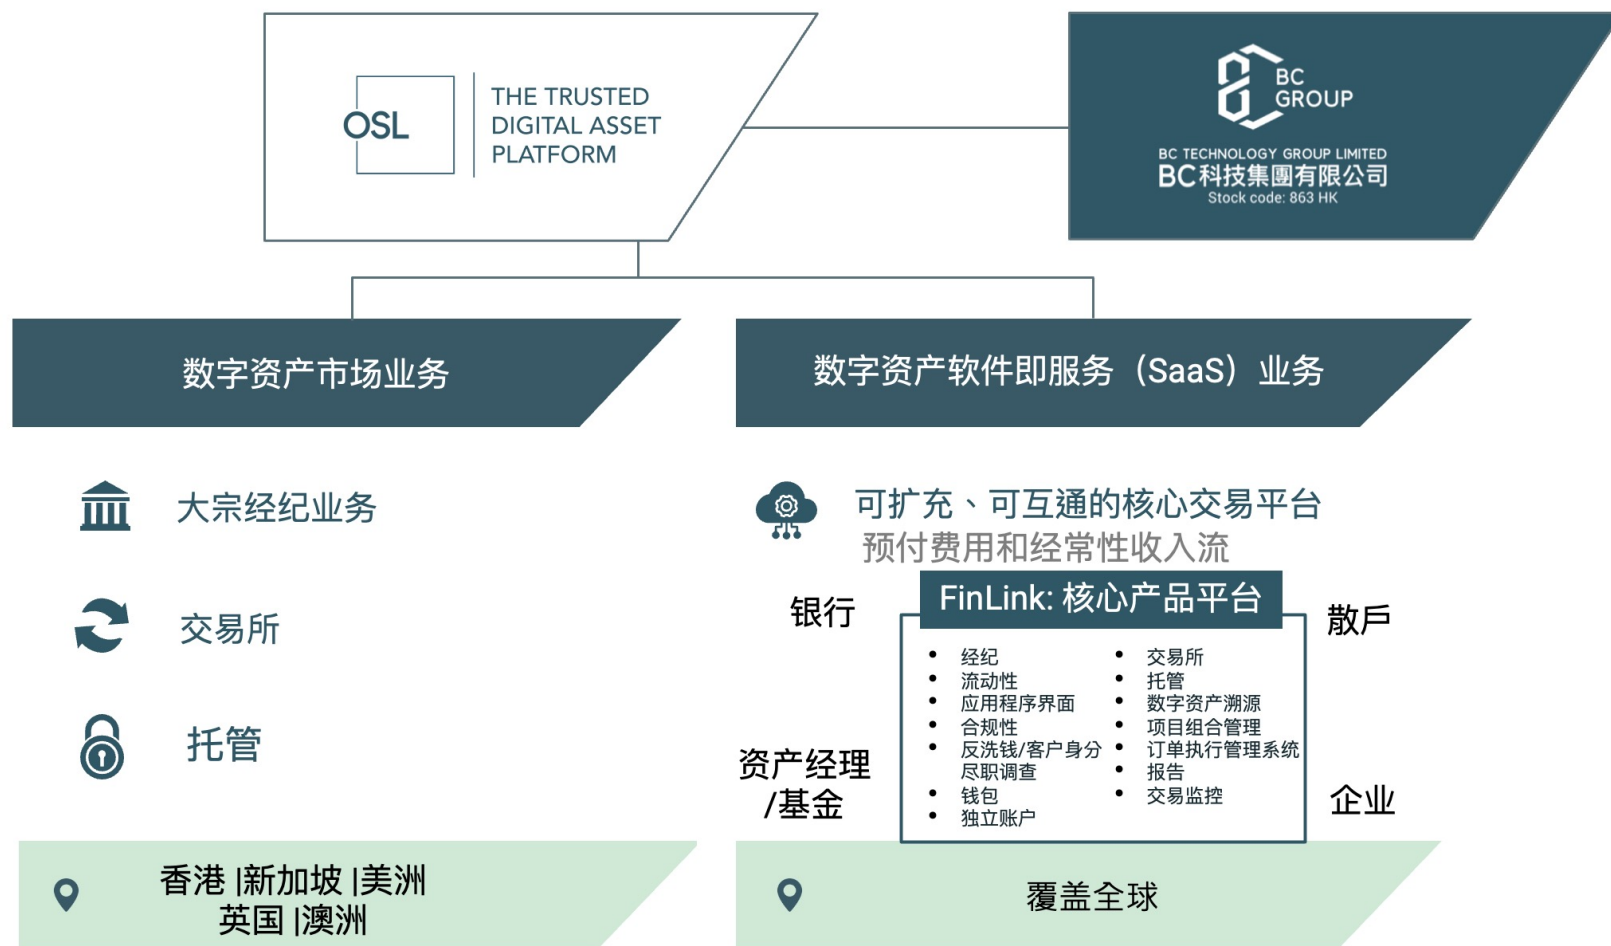 OSL
THE TRUSTED
DIGITAL ASSET
PLATFORM
BC
GROUP
BC TECHNOLOGY GROUP LIMITED
BC科技集團有限公司
Stock code: 863 HK
数字资产市场业务
大宗经纪业务
交易所
托管
香港 |新加坡 |美洲
英国 |澳洲
数字资产软件即服务（SaaS）业务
可扩充、可互通的核心交易平台
预付费用和经常性收入流
银行
资产经理
/基金
FinLink: 核心产品平台
• 经纪
• 流动性
• 应用程序界面
• 合规性
• 反洗钱/客户身分
尽职调查
• 钱包
• 独立账户
• 交易所
• 托管
• 数字资产溯源
• 项目组合管理
• 订单执行管理系统
• 报告
• 交易监控
散戶
企业
覆盖全球